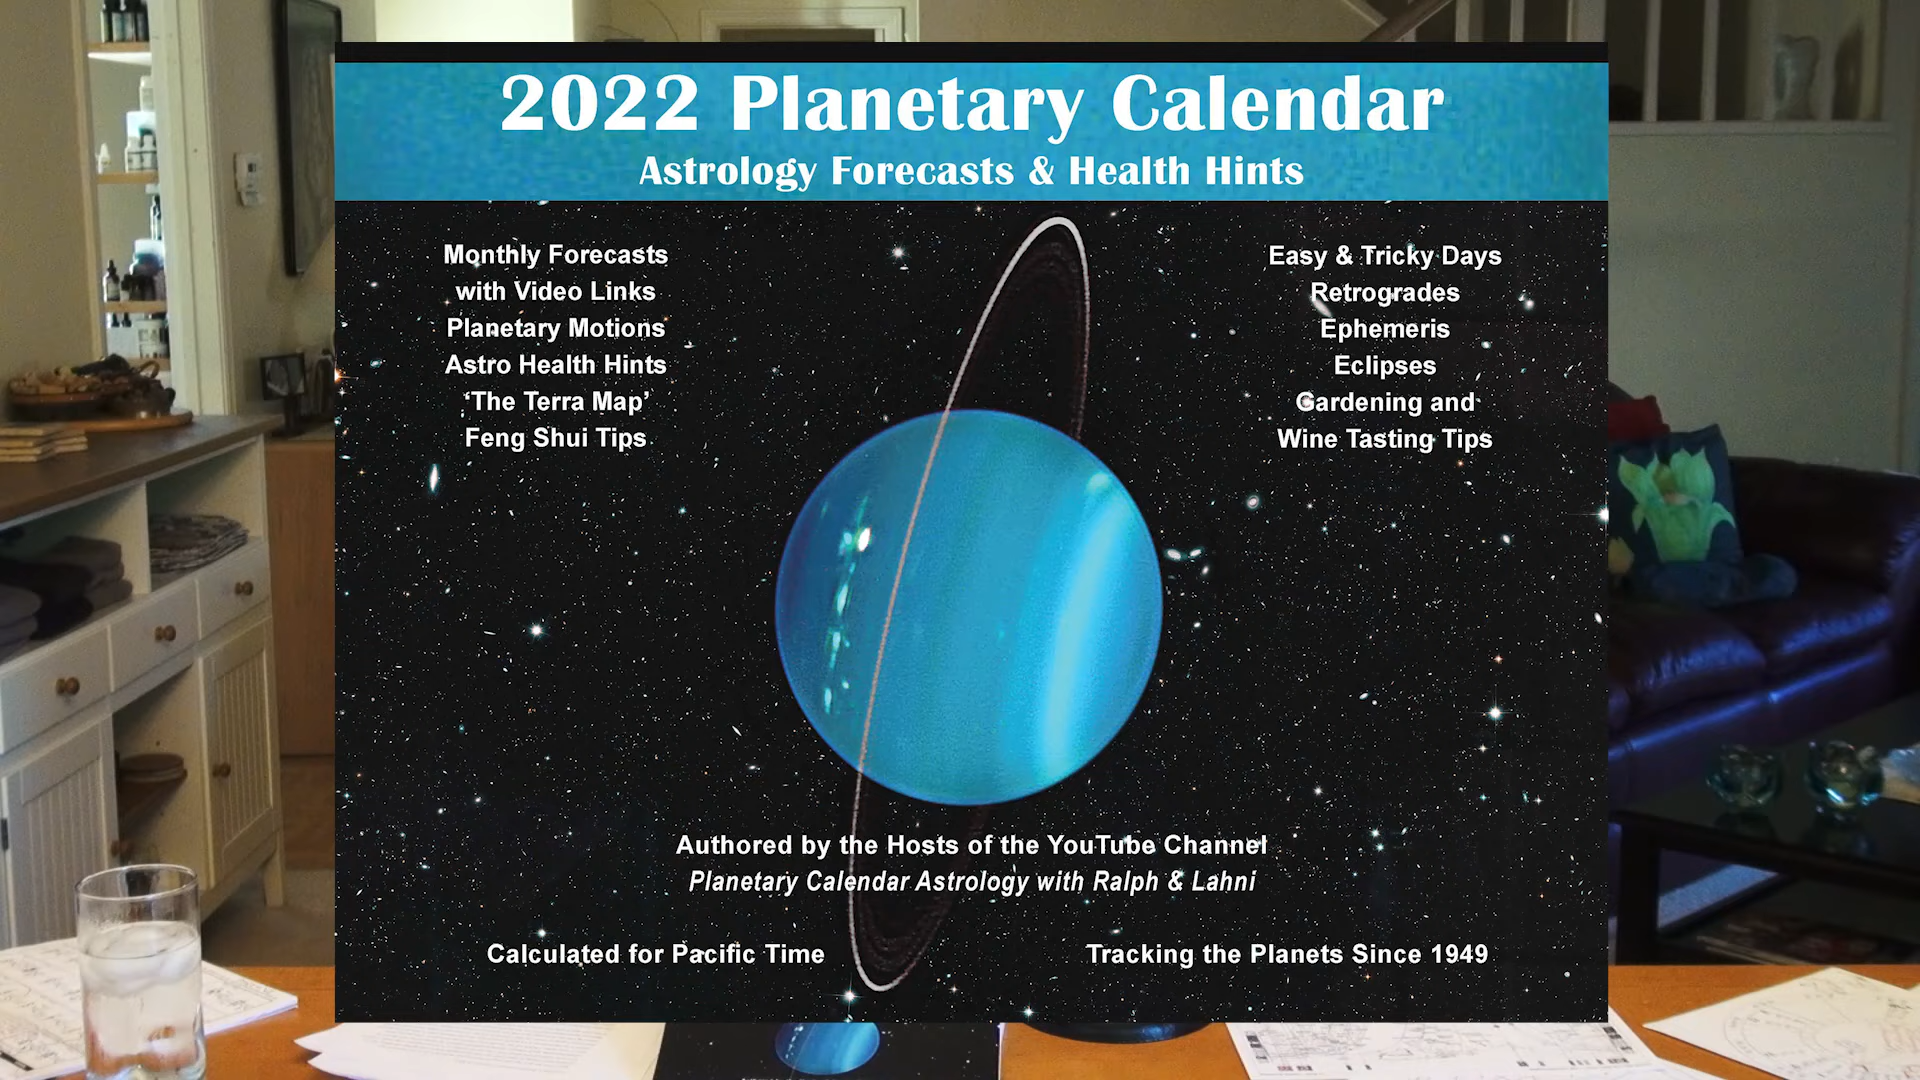 2022 Planetary Calendar
Astrology Forecasts & Health Hints
Monthly Forecasts
with Video Links
Planetary Motions
Astro Health Hints
‘The Terra Map’
Feng Shui Tips
Easy & Tricky Days
Retrogrades
Ephemeris
Eclipses
Gardening and
Wine Tasting Tips
Authored by the Hosts of the YouTube Channel
Planetary Calendar Astrology with Ralph & Lahni
Calculated for Pacific Time
Tracking the Planets Since 1949